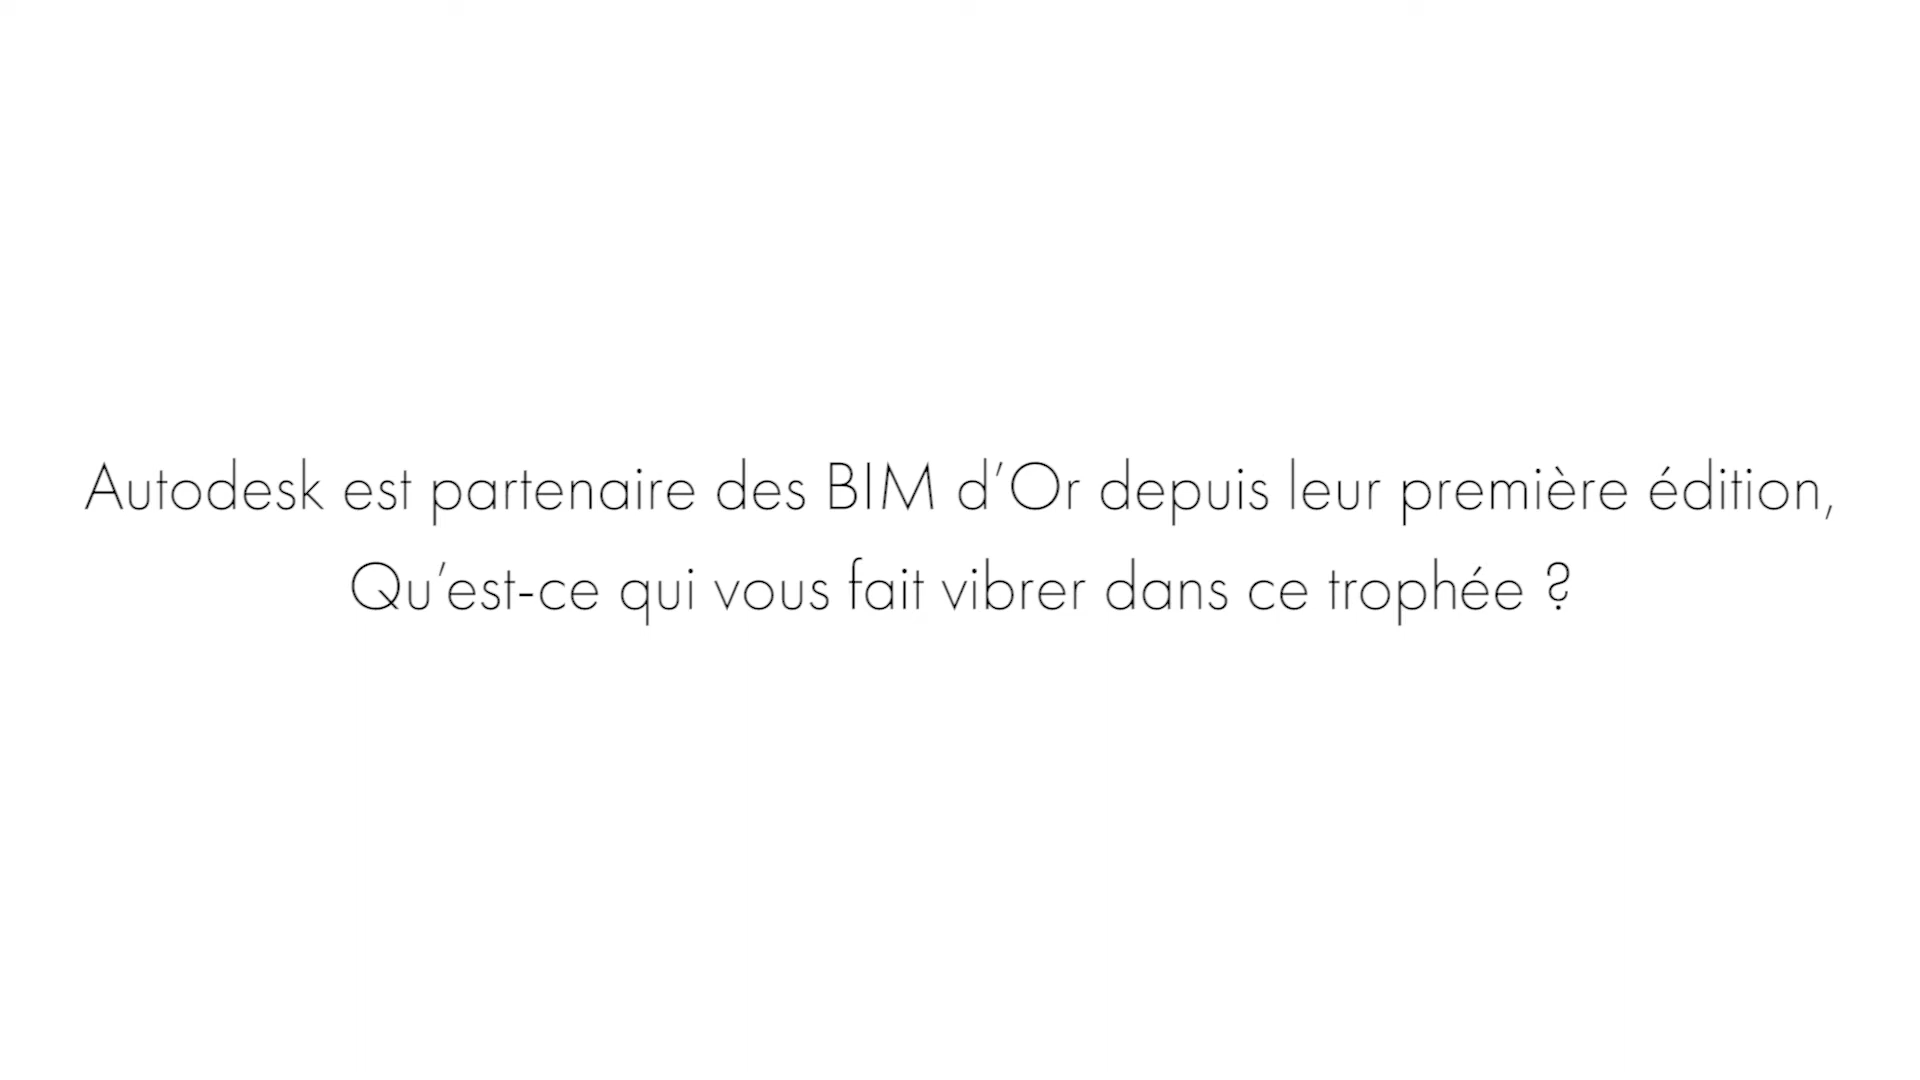 Autodesk est partenaire des BIM d’Or depuis leur première édition,
Qu’est-ce qui vous fait vibrer dans ce trophée ?